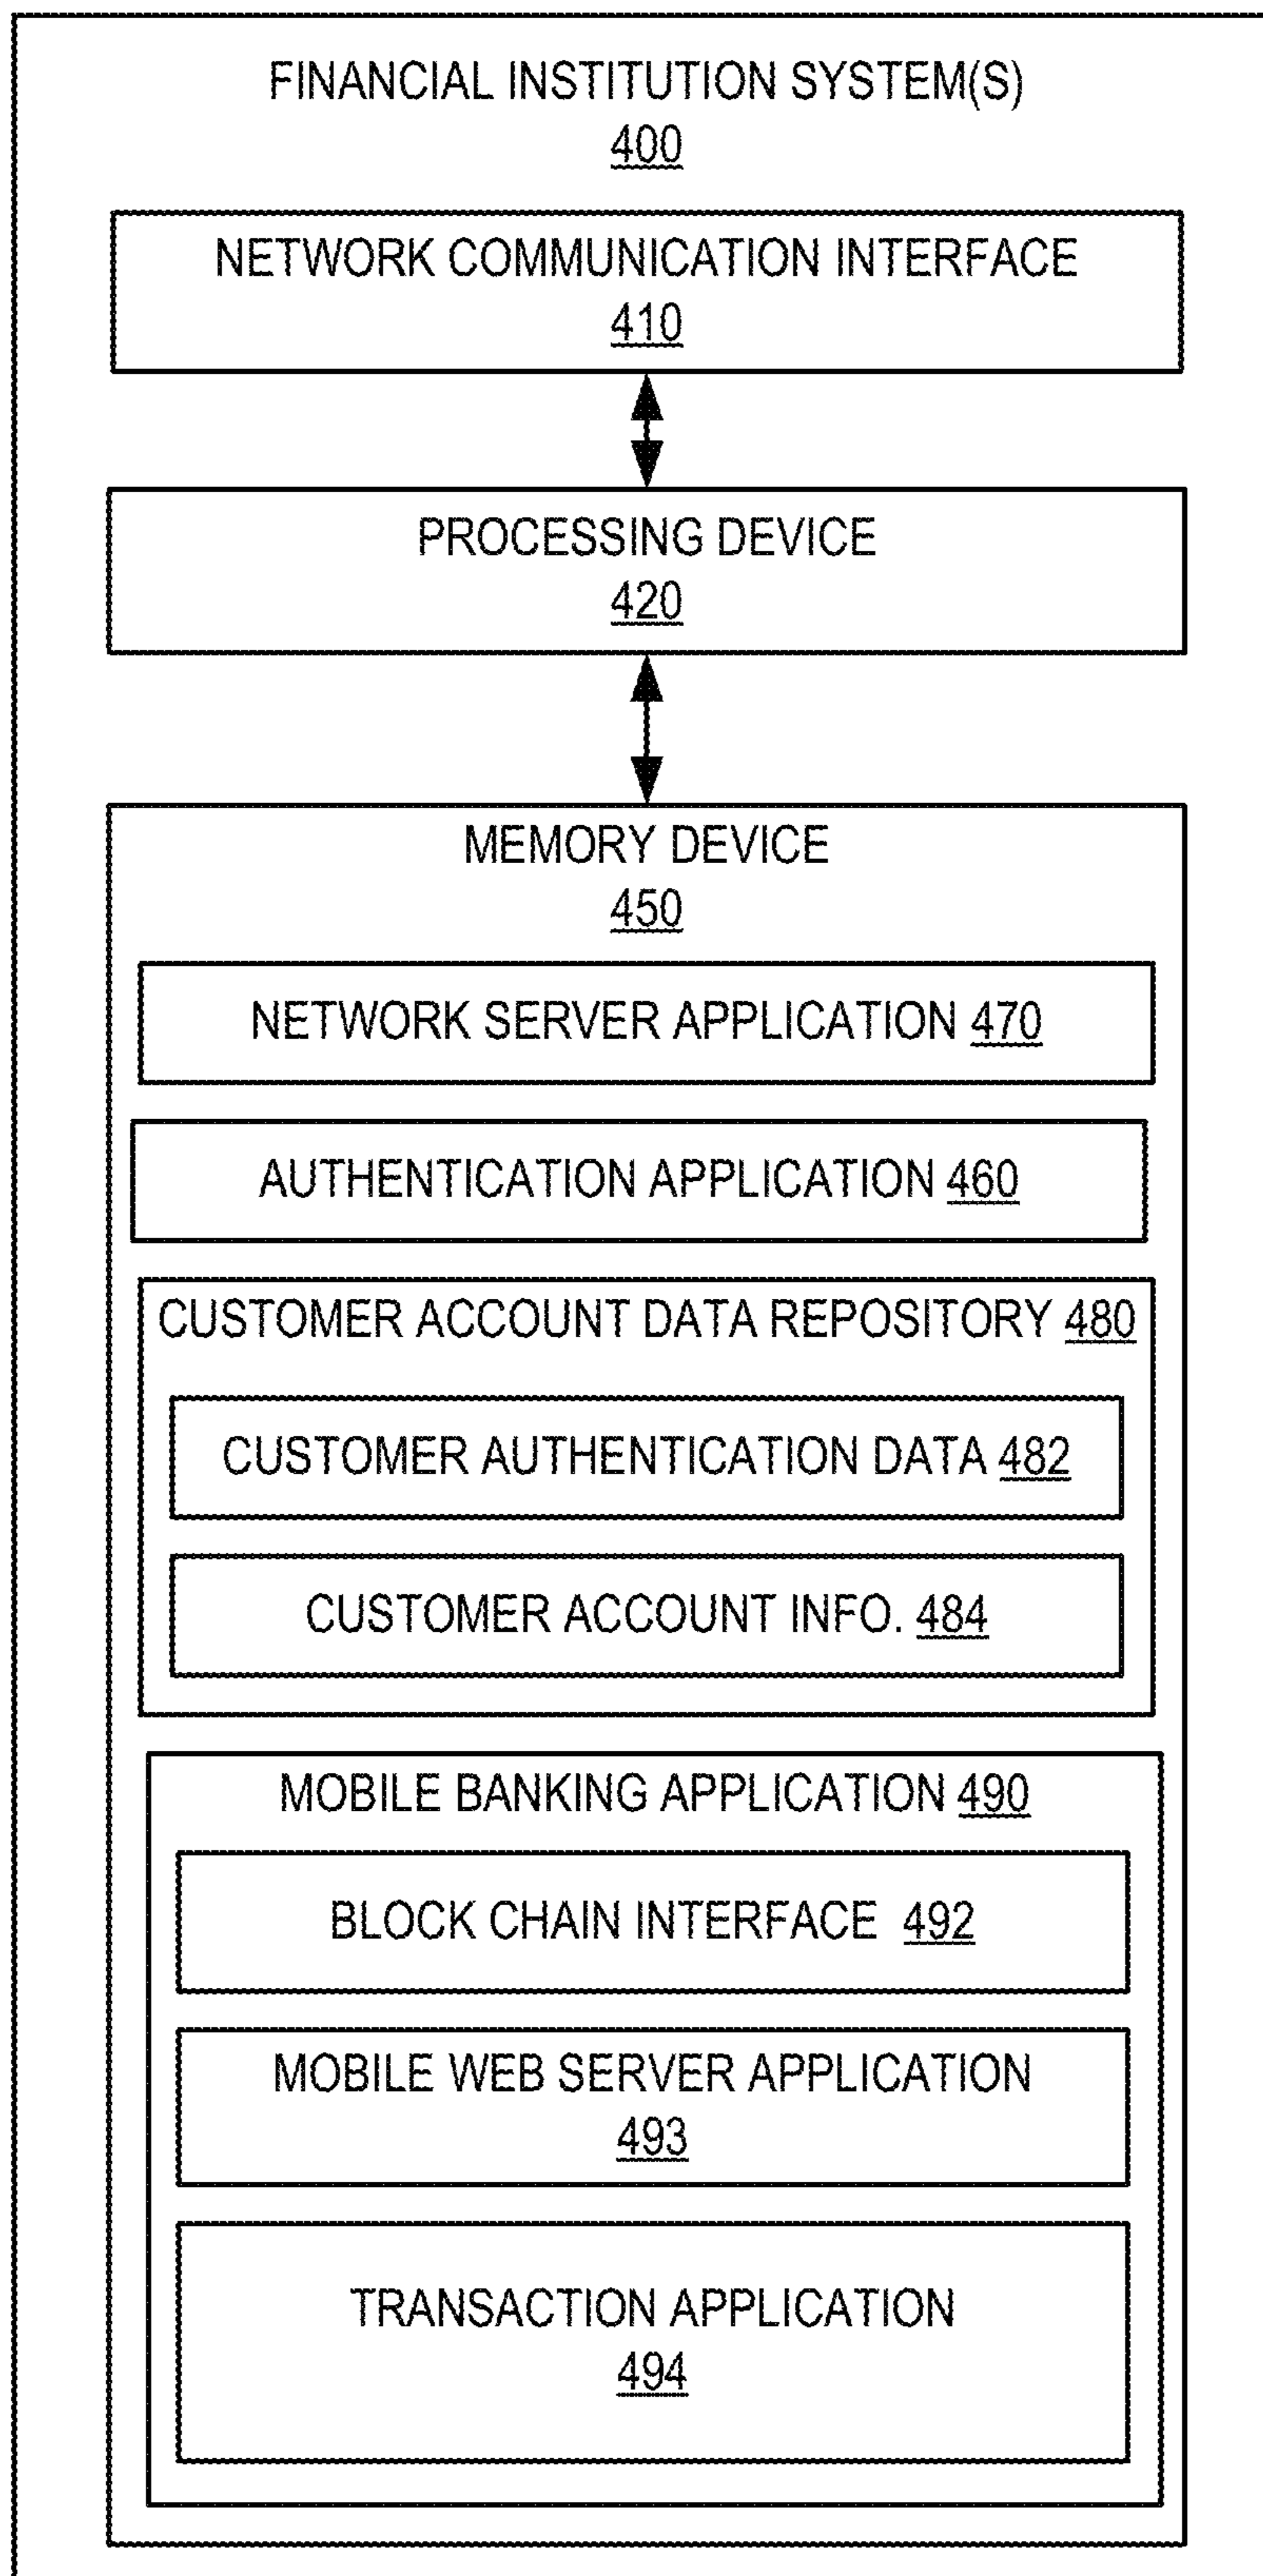 FINANCIAL INSTITUTION SYSTEM(S)
400
NETWORK COMMUNICATION INTERFACE
410
PROCESSING DEVICE
420
MEMORY DEVICE
450
NETWORK SERVER APPLICATION 470
AUTHENTICATION APPLICATION 460
CUSTOMER ACCOUNT DATA REPOSITORY 480
CUSTOMER AUTHENTICATION DATA 482
CUSTOMER ACCOUNT INFO. 484
MOBILE BANKING APPLICATION 490
BLOCK CHAIN INTERFACE 492
MOBILE WEB SERVER APPLICATION
493
TRANSACTION APPLICATION
494